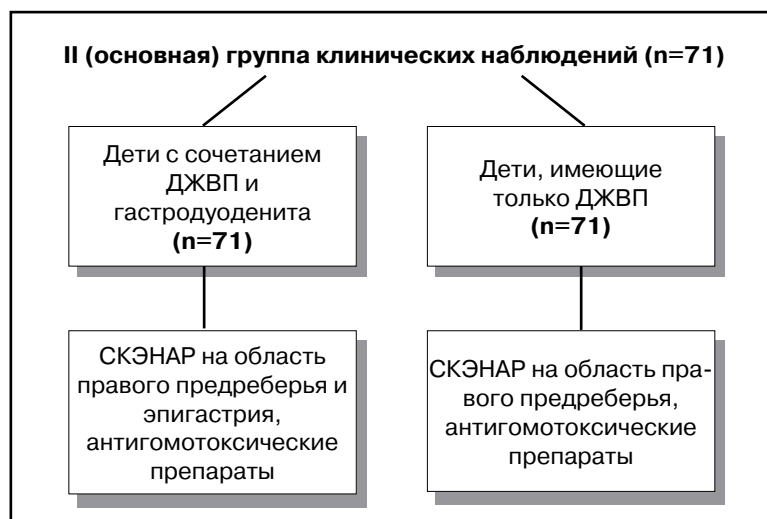 II (основная) группа клинических наблюдений (n=71)
Дети с сочетанием
ДЖВП и
гастродуоденита
(n=71)
Дети, имеющие
только ДЖВП
(n=71)
СКЭНАР на область
правого предреберья и
эпигастрия,
антигомотоксические
препараты
СКЭНАР на область пра-
вого предреберья,
антигомотоксические
препараты